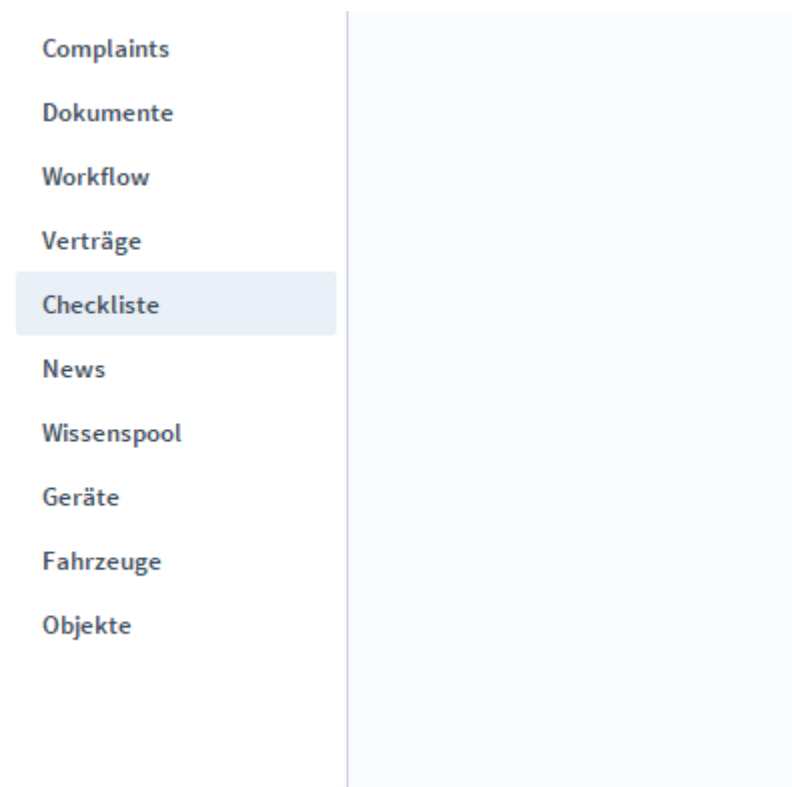 Complaints
Dokumente
Workflow
Verträge
Checkliste
News
Wissenspool
Geräte
Fahrzeuge
Objekte